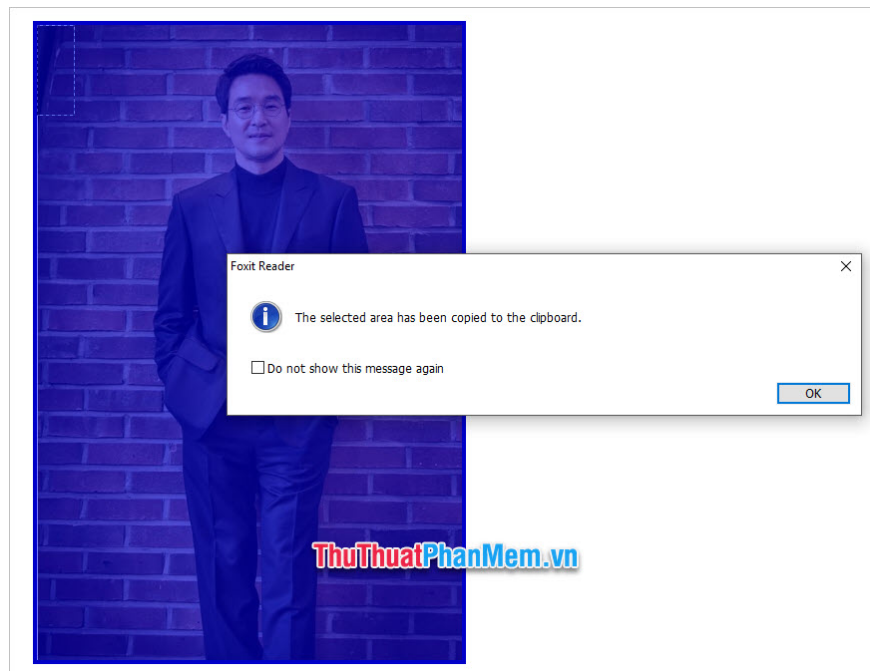 Foxit Reader
The selected area has been copied to the clipboard.
Do not show this message again
OK
ThuThuatPhanMem.vn